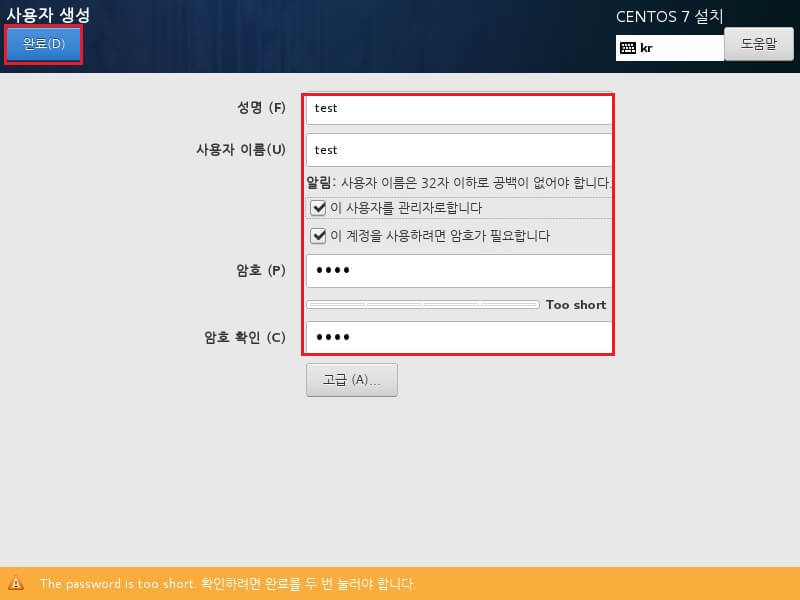 사용자 생성
CENTOS 7 설치
완료(D)
kr
도움말
성명 (F)
test
사용자 이름(U)
test
알림: 사용자 이름은 32자 이하로 공백이 없어야 합니다.
이 사용자를 관리자로합니다
이 계정을 사용하려면 암호가 필요합니다
암호 (P)
••••
Too short
암호 확인 (C)
••••
고급 (A)...
The password is too short. 확인하려면 완료를 두 번 눌러야 합니다.